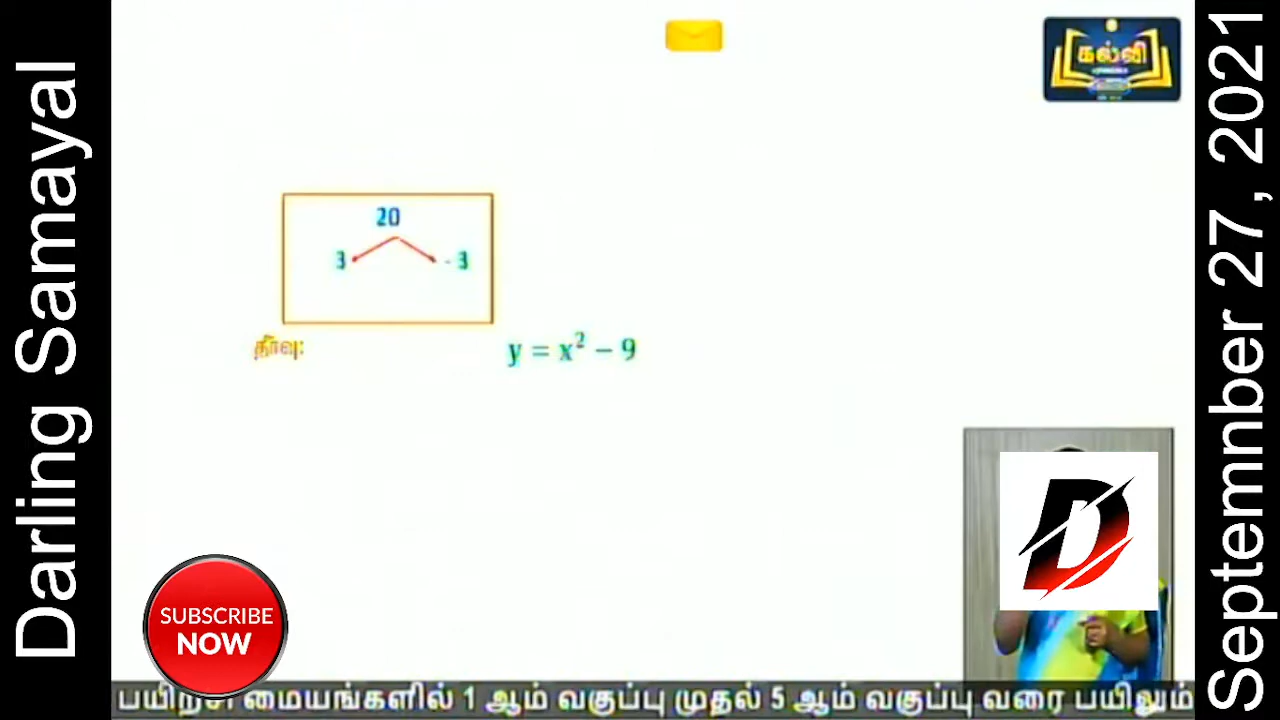 Darling Samayal
கல்வி
20
3
- 3
தீர்வு:
y = x² – 9
SUBSCRIBE
NOW
D
மையங்களில் 1 ஆம் வகுப்பு முதல் 5 ஆம் வகுப்பு வரை பயிலும்
Septemnber 27, 2021